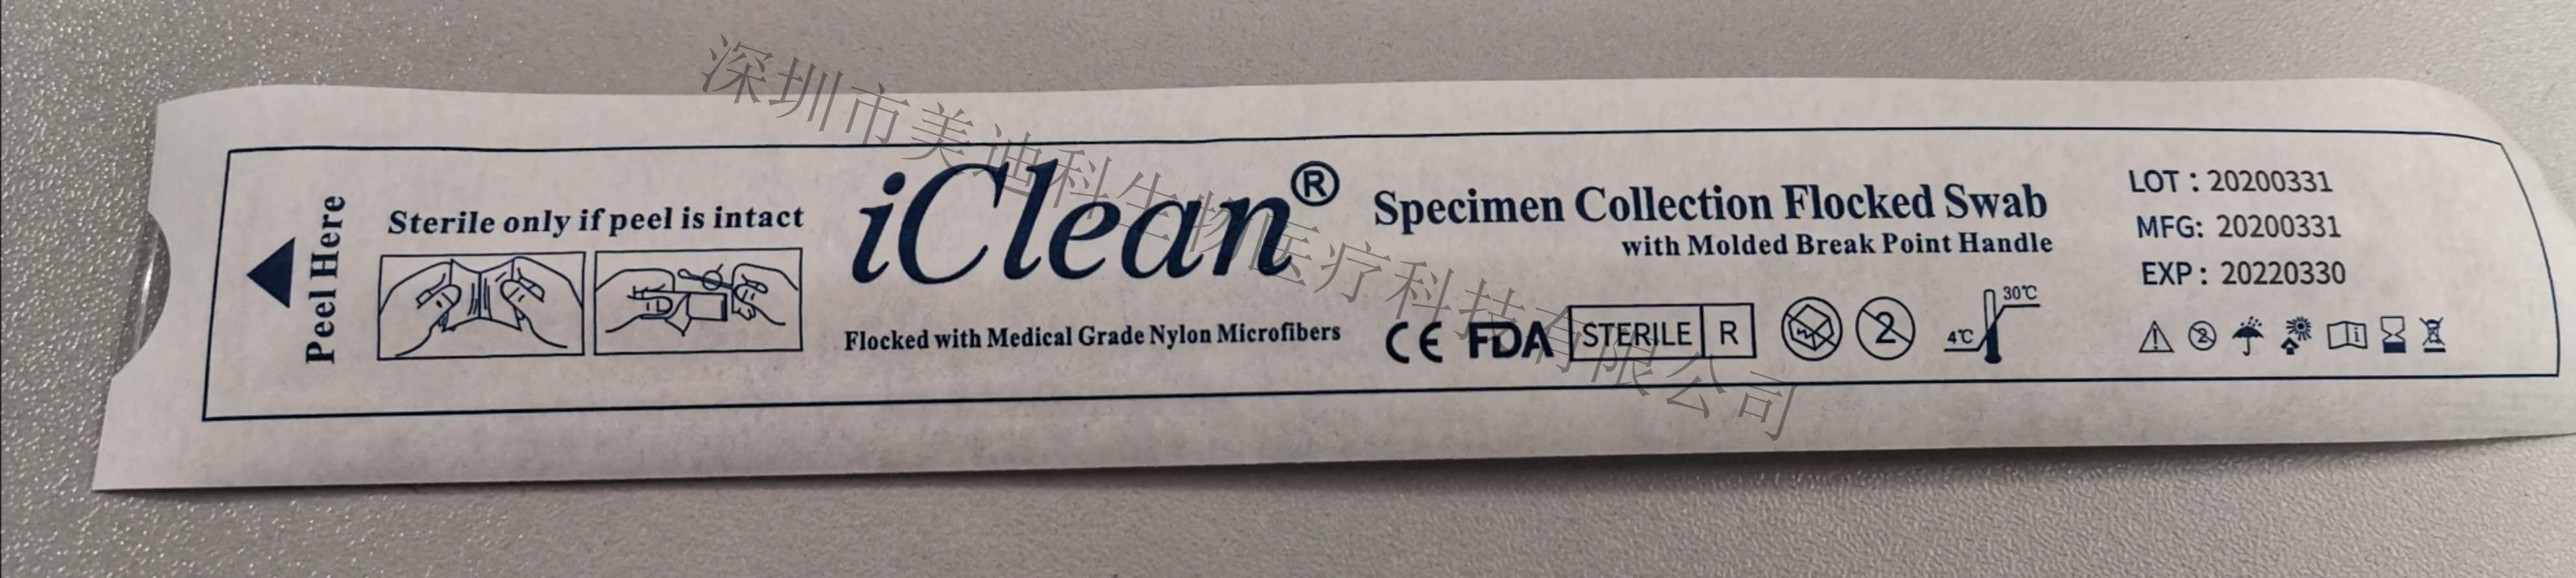 Peel Here
Sterile only if peel is intact
iClean®
Flocked with Medical Grade Nylon Microfibers
Specimen Collection Flocked Swab
with Molded Break Point Handle
CE FDA STERILE R
2
4℃
30℃
LOT : 20200331
MFG: 20200331
EXP : 20220330
2
i
深圳市美迪科生物医疗科技有限公司